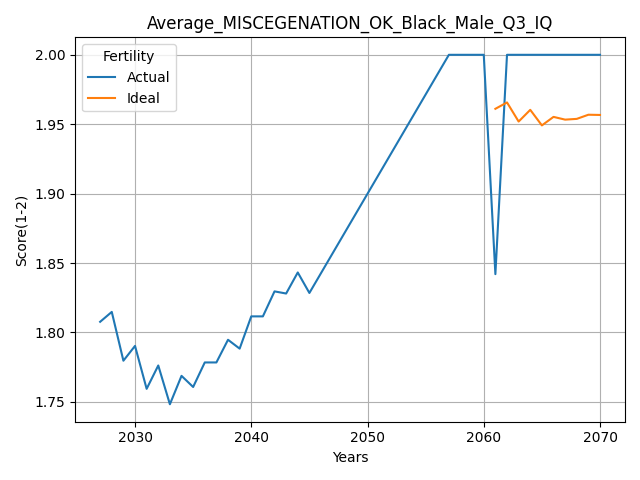 Average_MISCEGENATION_OK_Black_Male_Q3_IQ
Fertility
Actual
Ideal
Score(1-2)
2.00
1.95
1.90
1.85
1.80
1.75
2030 2040 2050 2060 2070
Years